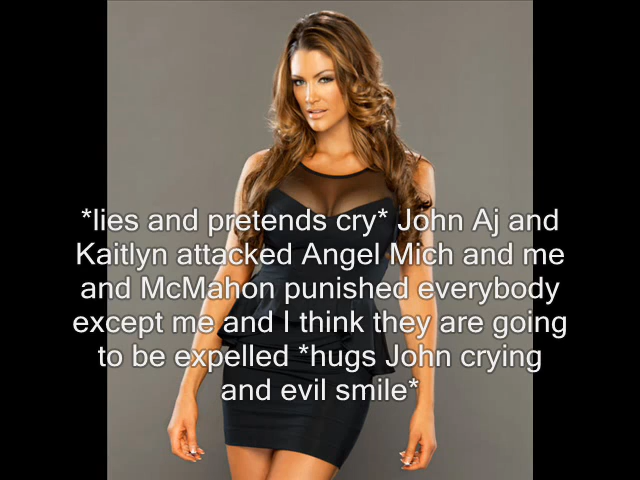 *lies and pretends cry* John Aj and
Kaitlyn attacked Angel Mich and me
and McMahon punished everybody
except me and I think they are going
to be expelled *hugs John crying
and evil smile*